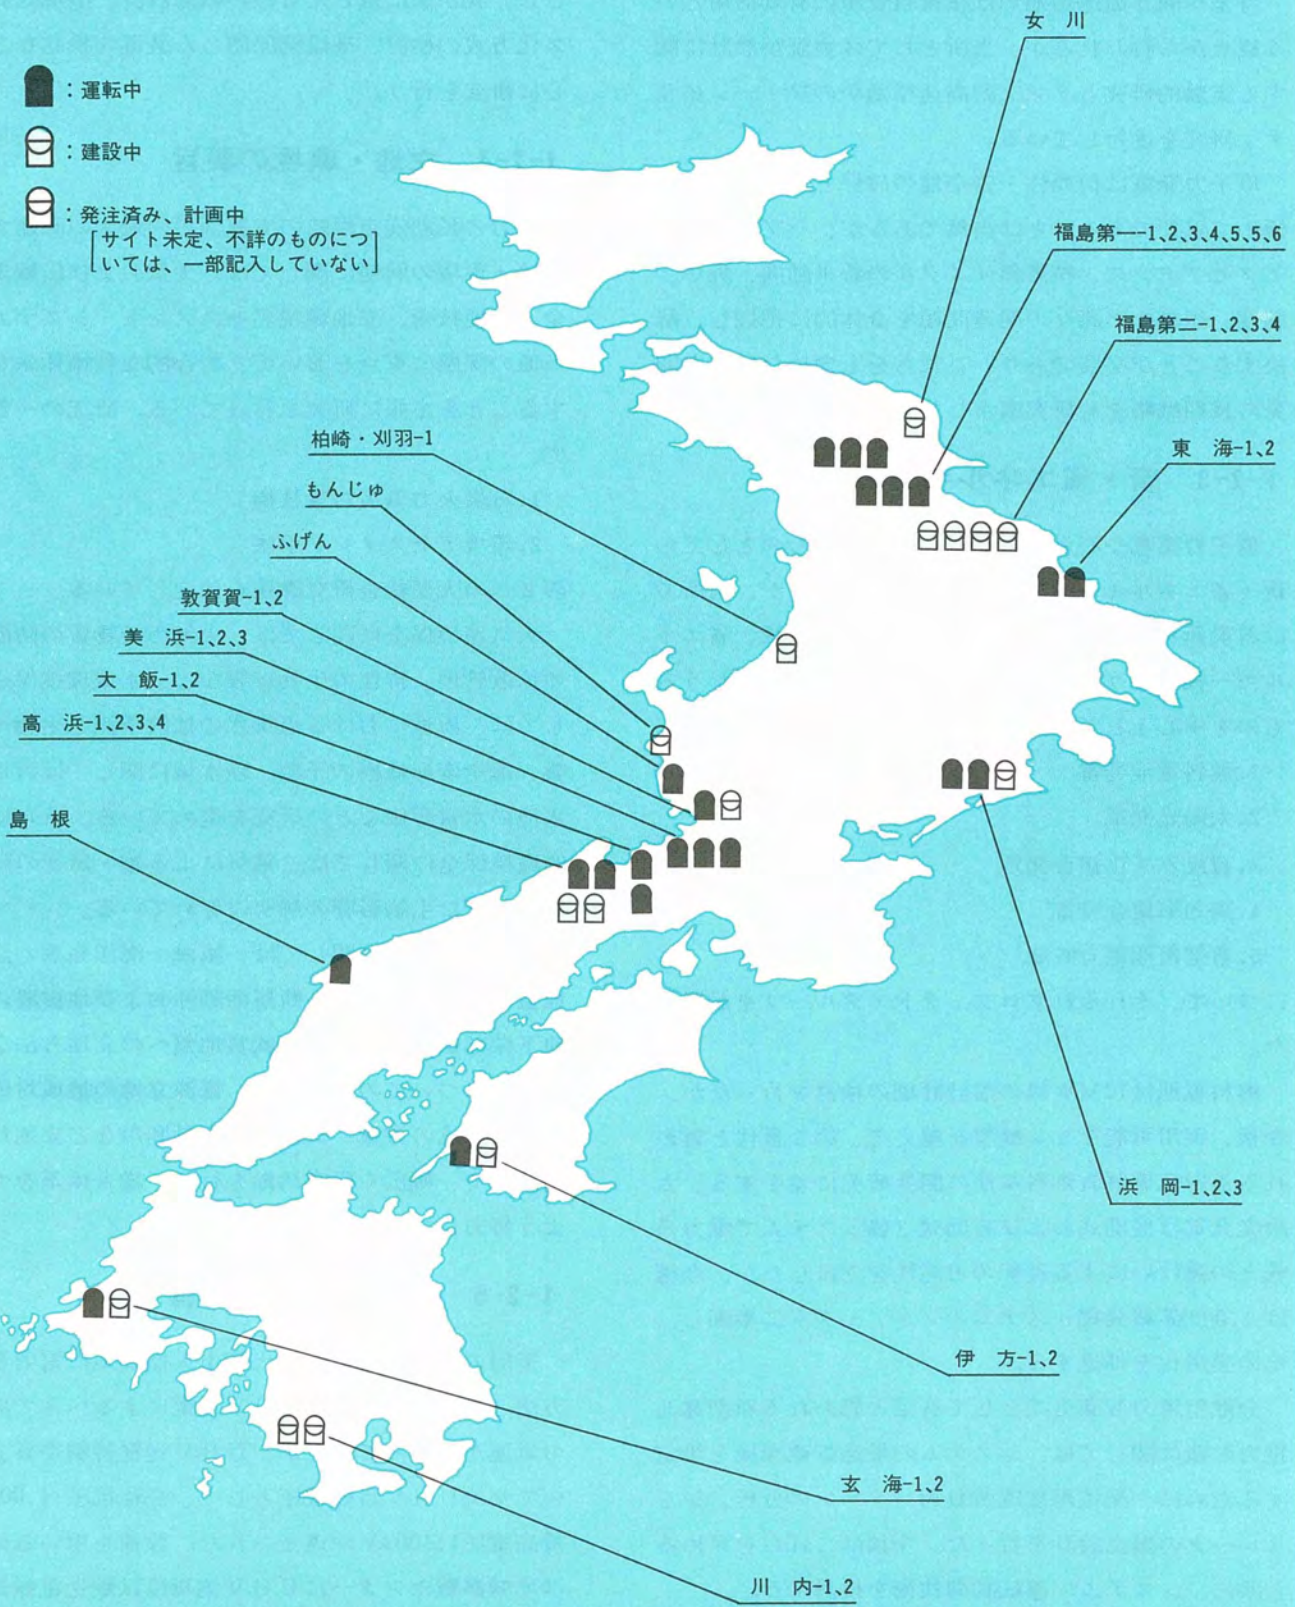 女 川
：運転中
：建設中
：発注済み、計画中
［サイト未定、不詳のものにつ
いては、一部記入していない］
福島第一-1、2、3、4、5、5、6
福島第二-1、2、3、4
柏崎・刈羽-1
東 海-1、2
もんじゅ
ふげん
敦賀賀-1、2
美 浜-1、2、3
大 飯-1、2
高 浜-1、2、3、4
島 根
浜 岡-1、2、3
伊 方-1、2
玄 海-1、2
川 内-1、2